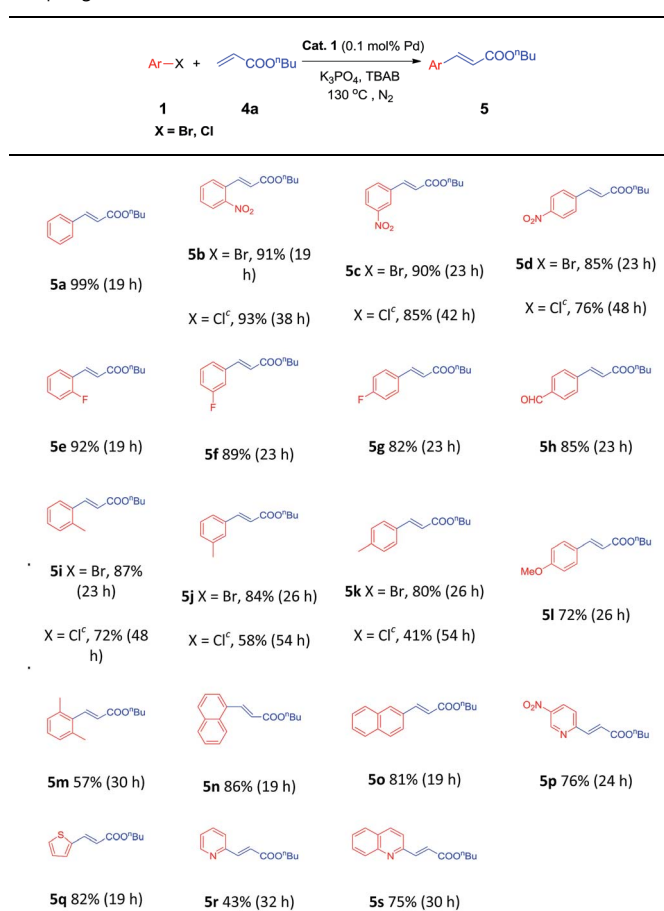 Cat. 1 (0.1 mol% Pd)
Ar—X + COOⁿBu Ar COOⁿBu
K₃PO₄, TBAB
130 °C , N₂
1 4a 5
X = Br, Cl
COOⁿBu COOⁿBu COOⁿBu COOⁿBu
NO₂ NO₂ O₂N
5a 99% (19 h)
5b X = Br, 91% (19
h)
X = Clᶜ, 93% (38 h)
5c X = Br, 90% (23 h)
X = Clᶜ, 85% (42 h)
5d X = Br, 85% (23 h)
X = Clᶜ, 76% (48 h)
COOⁿBu COOⁿBu COOⁿBu COOⁿBu
F F F OHC
5e 92% (19 h)
5f 89% (23 h)
5g 82% (23 h)
5h 85% (23 h)
COOⁿBu COOⁿBu COOⁿBu COOⁿBu
MeO
5i X = Br, 87%
(23 h)
X = Clᶜ, 72% (48
h)
5j X = Br, 84% (26 h)
X = Clᶜ, 58% (54 h)
5k X = Br, 80% (26 h)
X = Clᶜ, 41% (54 h)
5l 72% (26 h)
COOⁿBu COOⁿBu COOⁿBu O₂N N COOⁿBu
5m 57% (30 h)
5n 86% (19 h)
5o 81% (19 h)
5p 76% (24 h)
S COOⁿBu N COOⁿBu N COOⁿBu
5q 82% (19 h)
5r 43% (32 h)
5s 75% (30 h)